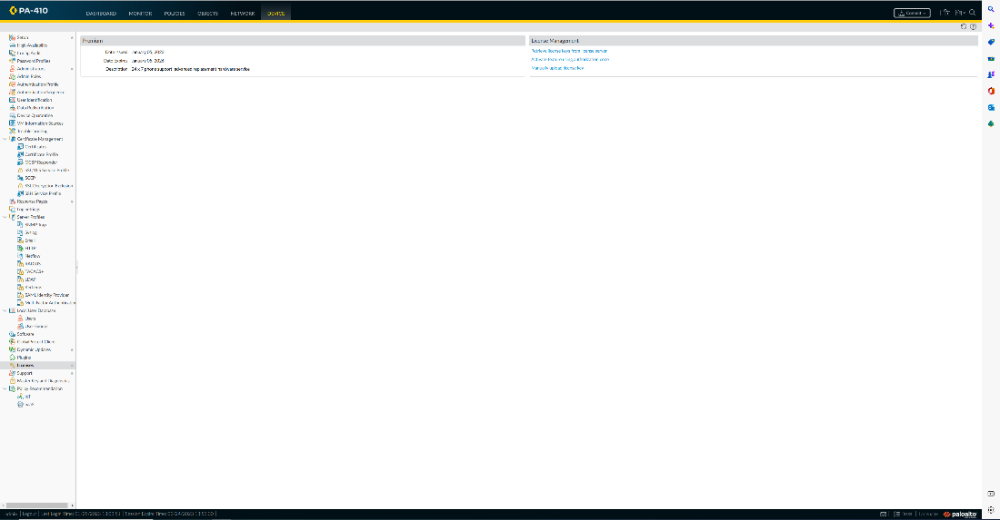 PA-410
DASHBOARD
MONITOR
POLICIES
OBJECTS
NETWORK
DEVICE
Commit
Setup
High Availability
Config Audit
Password Profiles
Administrators
Admin Roles
Authentication Profile
Authentication Sequence
User Identification
Data Redistribution
Device Quarantine
VM Information Sources
Troubleshooting
Certificate Management
Certificates
Certificate Profile
OCSP Responder
SSL/TLS Service Profile
SCEP
SSL Decryption Exclusion
SSH Service Profile
Response Pages
Log Settings
Server Profiles
SNMP Trap
Syslog
Email
HTTP
Netflow
RADIUS
TACACS+
LDAP
Kerberos
SAML Identity Provider
Multi Factor Authentication
Local User Database
Users
User Groups
Software
GlobalProtect Client
Dynamic Updates
Plugins
Licenses
Support
Master Key and Diagnostics
Policy Recommendation
IoT
SaaS
Premium
Date Issued January 05, 2023
Date Expires January 05, 2026
Description 24 x 7 phone support; advanced replacement hardware service
License Management
Retrieve license keys from license server
Activate feature using authorization code
Manually upload license key
admin | Logout | Last Login Time:
| Session Expire Time:
Language
paloalto